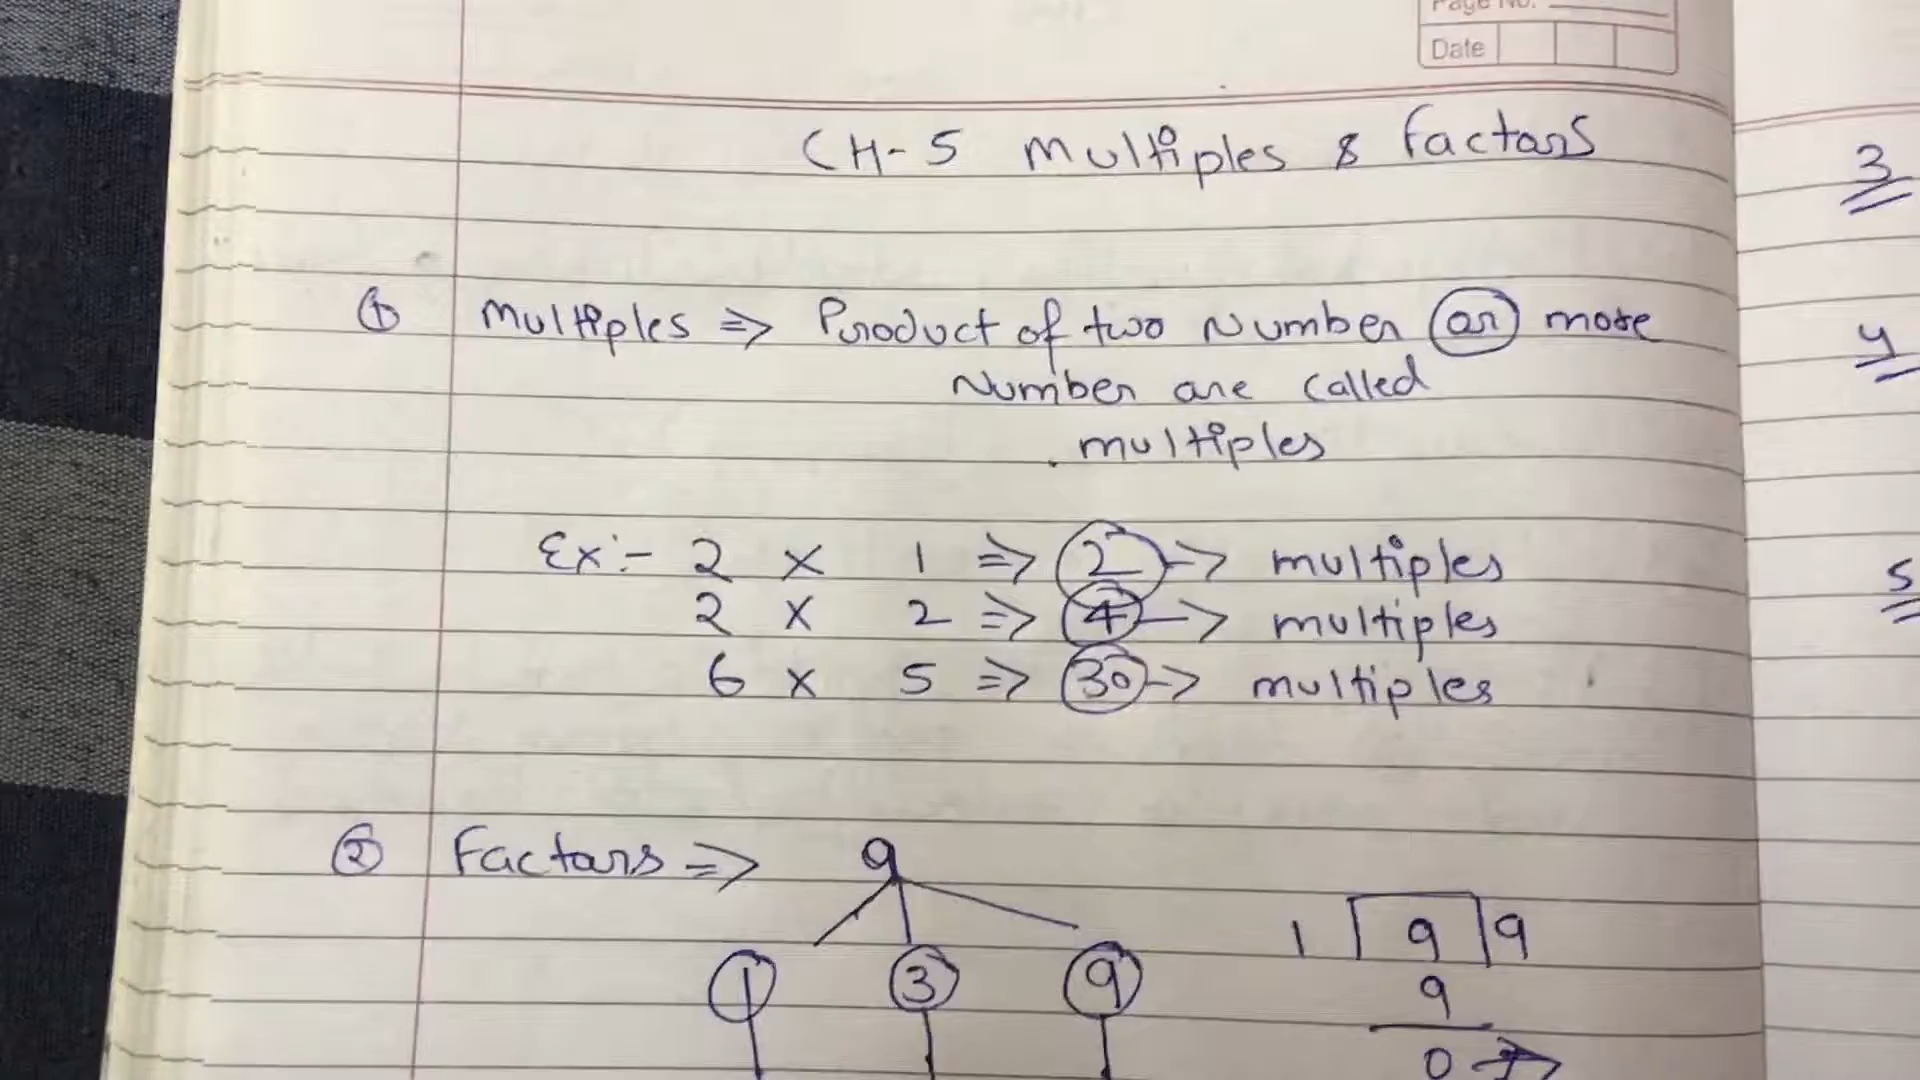 Page No.
Date
CH-5 Multiples & Factors
① Multiples => Product of two Number or more
Number are called
multiples
Ex:- 2 x 1 => 2 -> multiples
2 x 2 => 4 -> multiples
6 x 5 => 30 -> multiples
② Factors => 9
1 3 9
1 9 9
9
0 ->
3
4
5